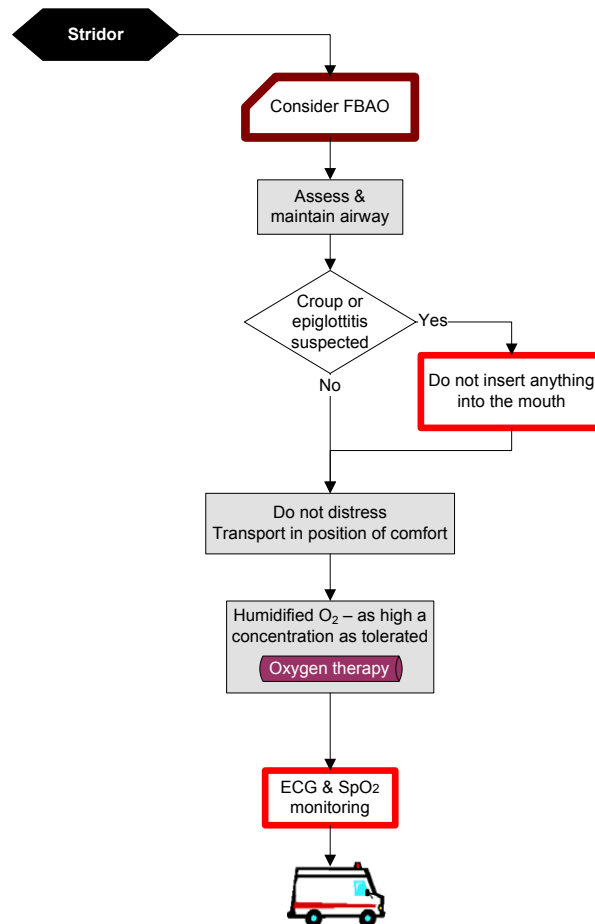 Stridor
Consider FBAO
Assess &
maintain airway
Croup or
epiglottitis
suspected
Yes
No
Do not insert anything
into the mouth
Do not distress
Transport in position of comfort
Humidified O₂ – as high a
concentration as tolerated
Oxygen therapy
ECG & SpO₂
monitoring